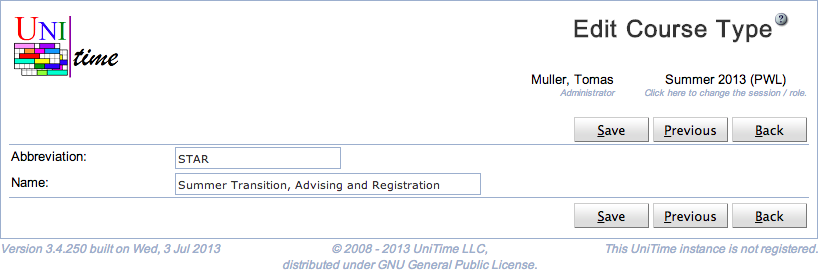 UNI time
Edit Course Type ?
Muller, Tomas Summer 2013 (PWL)
Administrator Click here to change the session / role.
Save Previous Back
Abbreviation: STAR
Name: Summer Transition, Advising and Registration
Save Previous Back
Version 3.4.250 built on Wed, 3 Jul 2013 © 2008 - 2013 UniTime LLC, This UniTime instance is not registered.
distributed under GNU General Public License.